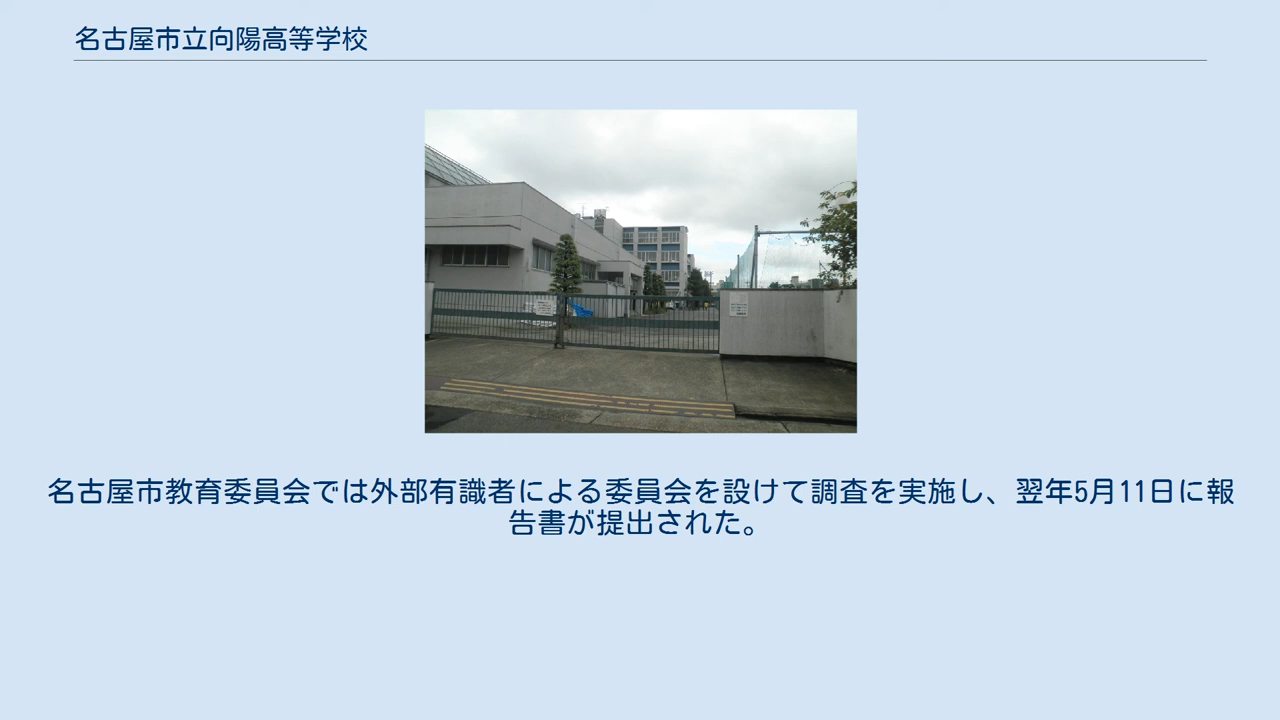 名古屋市立向陽高等学校
名古屋市教育委員会では外部有識者による委員会を設けて調査を実施し、翌年5月11日に報
告書が提出された。